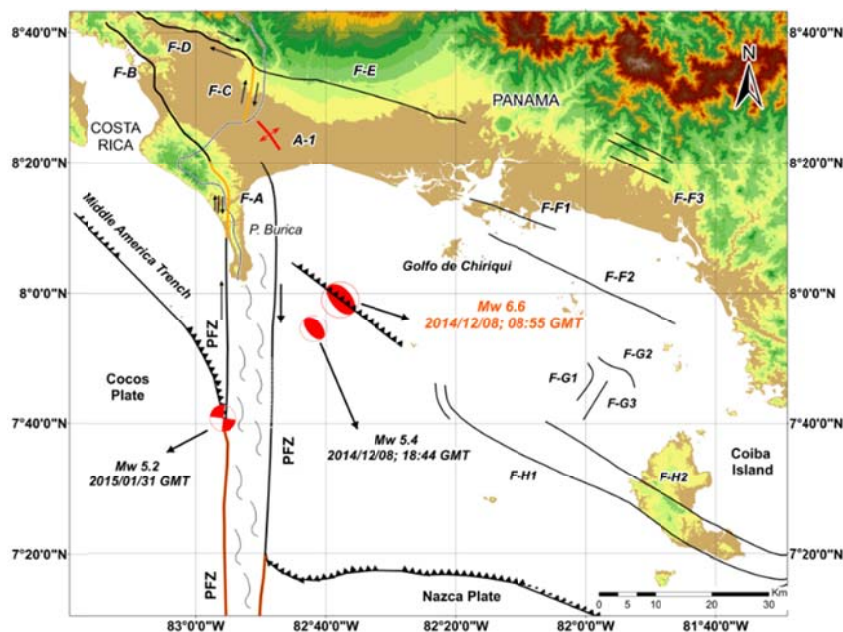 8°40'0"N
8°40'0"N
F-D
N
F-B
F-E
F-C
PANAMA
COSTA
RICA
A-1
8°20'0"N
8°20'0"N
F-F3
F-A
F-F1
Middle America Trench
P. Burica
Golfo de Chiriqui
F-F2
8°0'0"N
8°0'0"N
Mw 6.6
2014/12/08; 08:55 GMT
PFZ
F-G2
F-G1
Cocos
Plate
F-G3
7°40'0"N
7°40'0"N
Mw 5.4
2014/12/08; 18:44 GMT
PFZ
Mw 5.2
2015/01/31 GMT
Coiba
Island
F-H1
F-H2
7°20'0"N
7°20'0"N
PFZ
Nazca Plate
Km
0 5 10 20 30
83°0'0"W
82°40'0"W
82°20'0"W
82°0'0"W
81°40'0"W